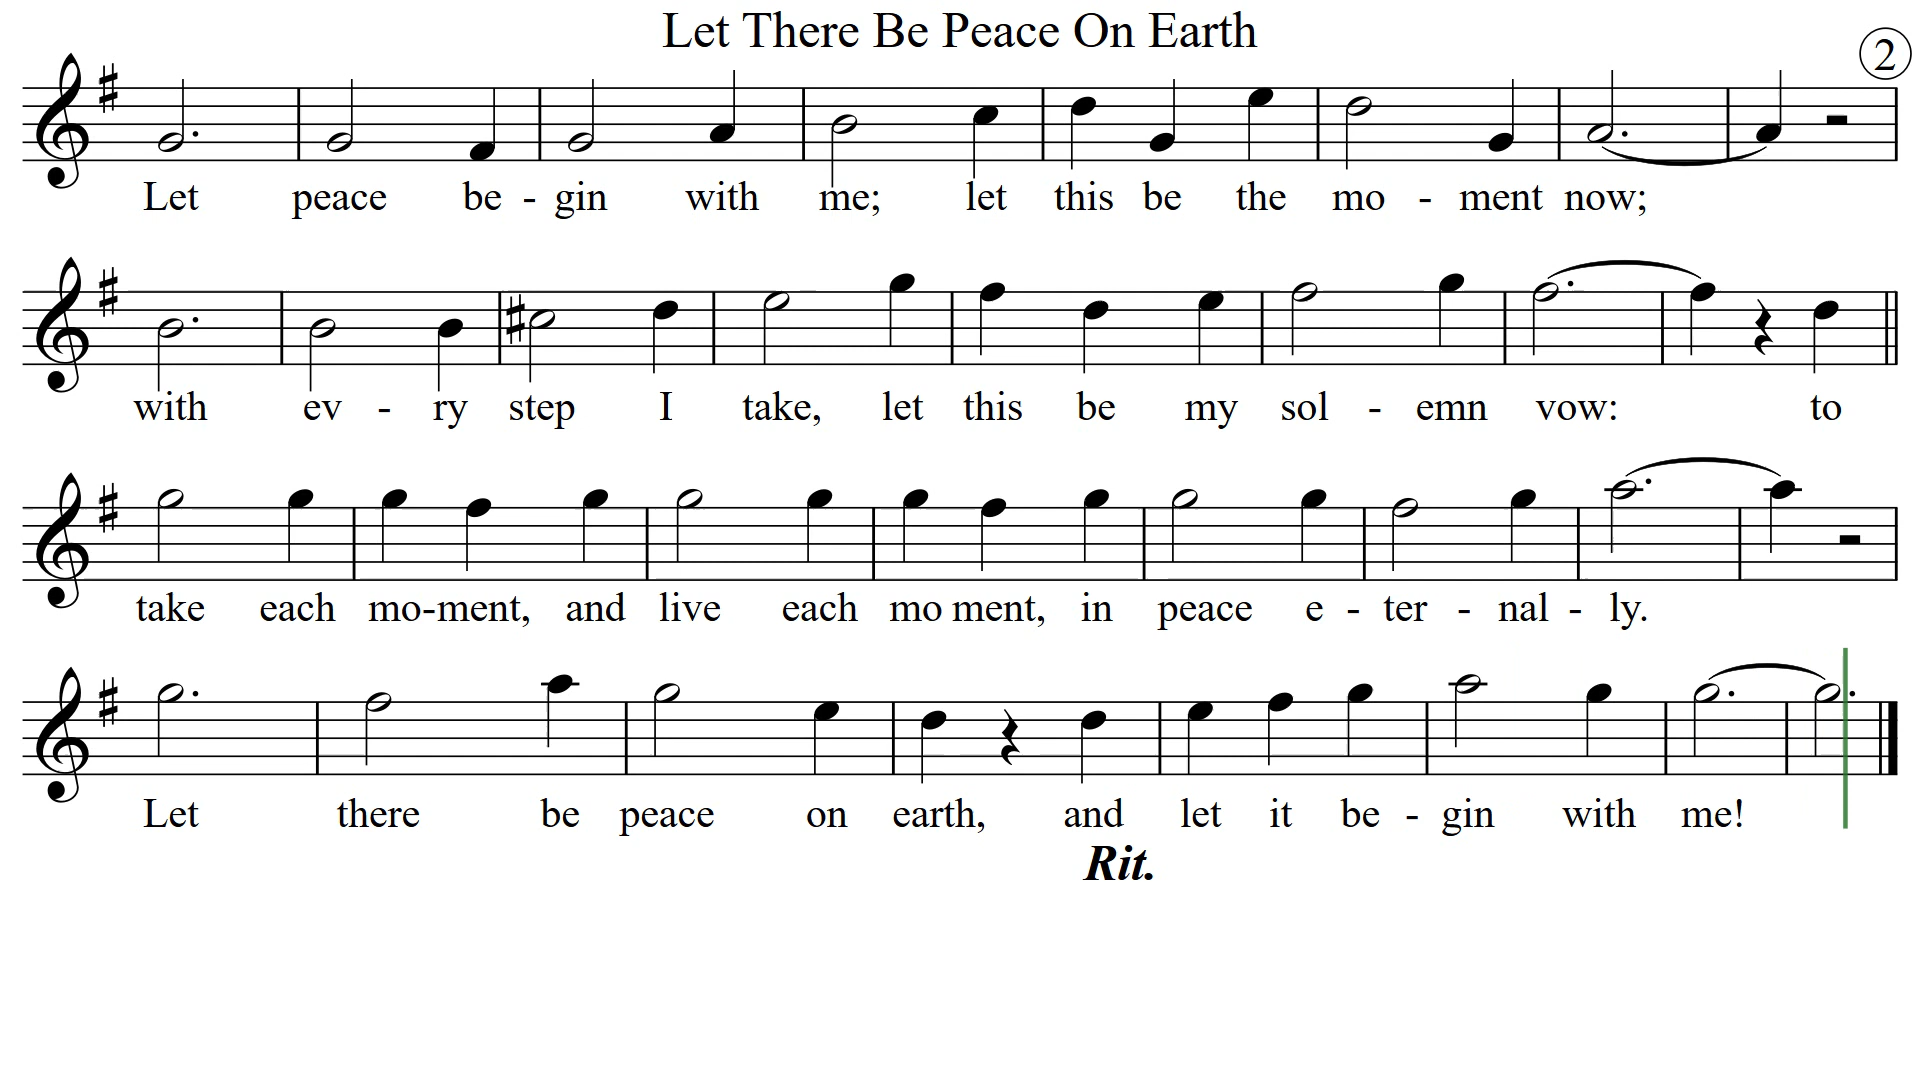 Let There Be Peace On Earth
2
Let peace be - gin with me; let this be the mo - ment now;
with ev - ry step I take, let this be my sol - emn vow: to
take each mo-ment, and live each mo ment, in peace e - ter - nal - ly.
Let there be peace on earth, and let it be - gin with me!
Rit.